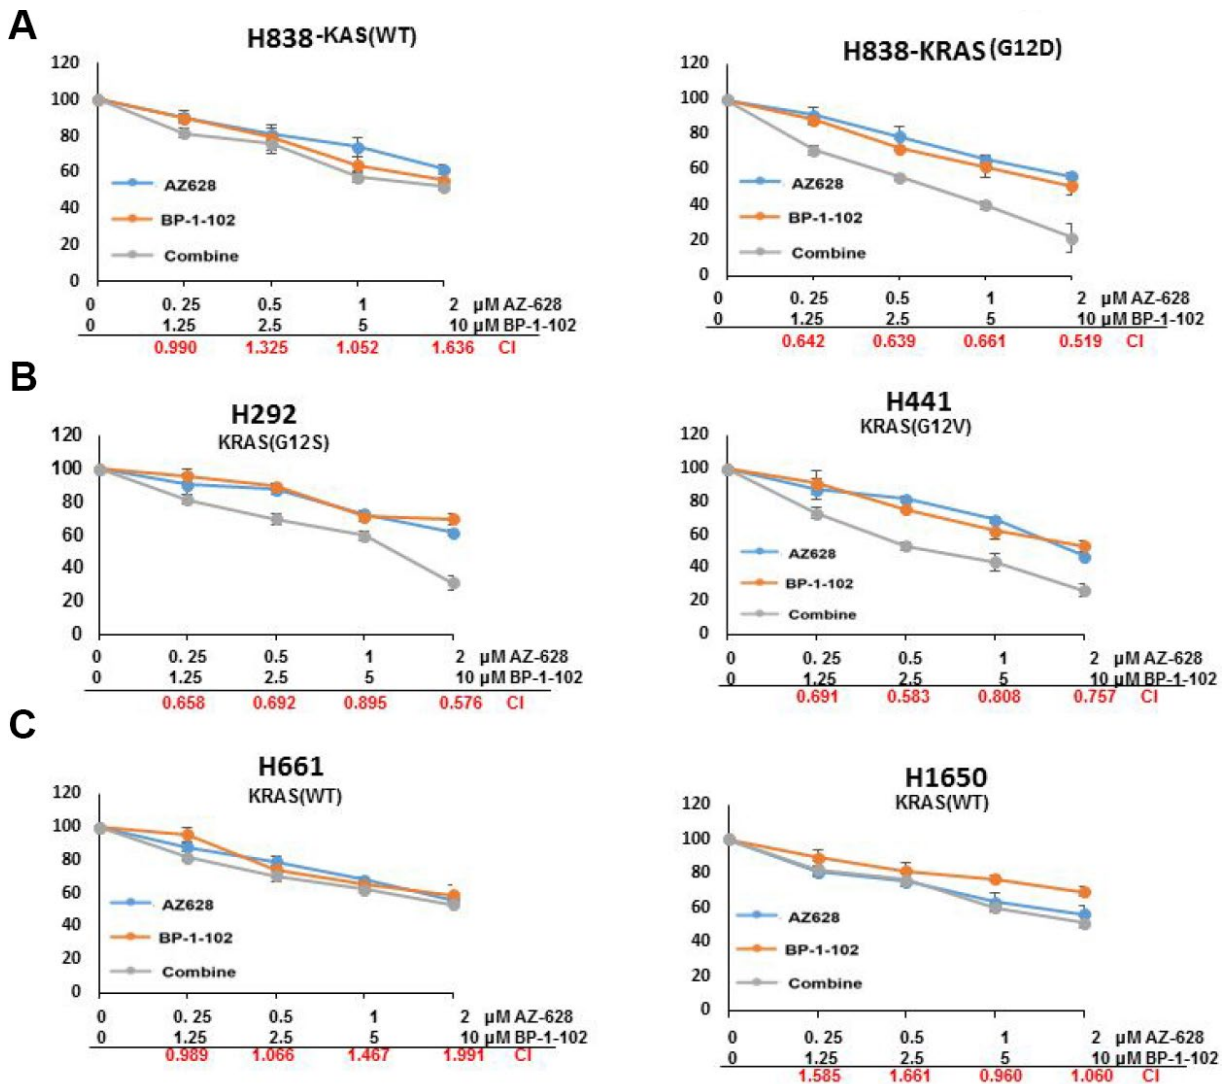 A
H838-KAS(WT)
120
100
80
60
40
20
0
AZ628
BP-1-102
Combine
0 0.25 0.5 1 2 µM AZ-628
0 1.25 2.5 5 10 µM BP-1-102
0.990 1.325 1.052 1.636 CI
H838-KRAS(G12D)
120
100
80
60
40
20
0
AZ628
BP-1-102
Combine
0 0.25 0.5 1 2 µM AZ-628
0 1.25 2.5 5 10 µM BP-1-102
0.642 0.639 0.661 0.519 CI
B
H292
KRAS(G12S)
120
100
80
60
40
20
0
0 0.25 0.5 1 2 µM AZ-628
0 1.25 2.5 5 10 µM BP-1-102
0.658 0.692 0.895 0.576 CI
H441
KRAS(G12V)
120
100
80
60
40
20
0
AZ628
BP-1-102
Combine
0 0.25 0.5 1 2 µM AZ-628
0 1.25 2.5 5 10 µM BP-1-102
0.691 0.583 0.808 0.757 CI
C
H661
KRAS(WT)
120
100
80
60
40
20
0
AZ628
BP-1-102
Combine
0 0.25 0.5 1 2 µM AZ-628
0 1.25 2.5 5 10 µM BP-1-102
0.989 1.066 1.467 1.991 CI
H1650
KRAS(WT)
120
100
80
60
40
20
0
AZ628
BP-1-102
Combine
0 0.25 0.5 1 2 µM AZ-628
0 1.25 2.5 5 10 µM BP-1-102
1.585 1.661 0.960 1.060 CI